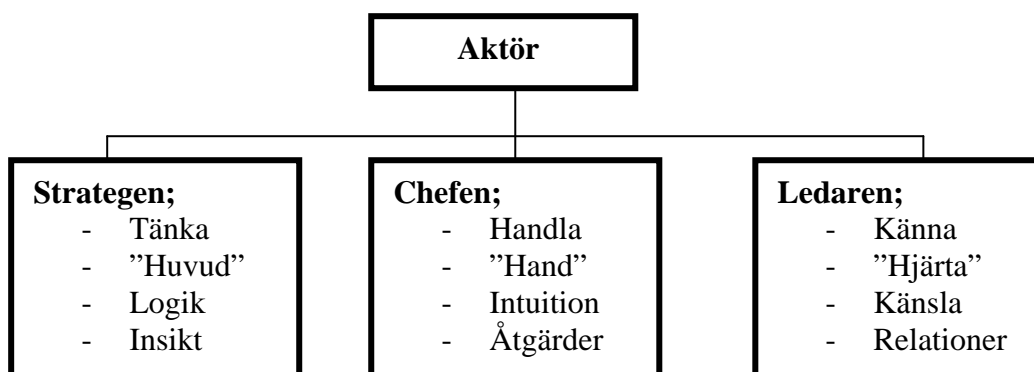 Aktör
Strategen;
- Tänka
- ”Huvud”
- Logik
- Insikt
Chefen;
- Handla
- ”Hand”
- Intuition
- Åtgärder
Ledaren;
- Känna
- ”Hjärta”
- Känsla
- Relationer